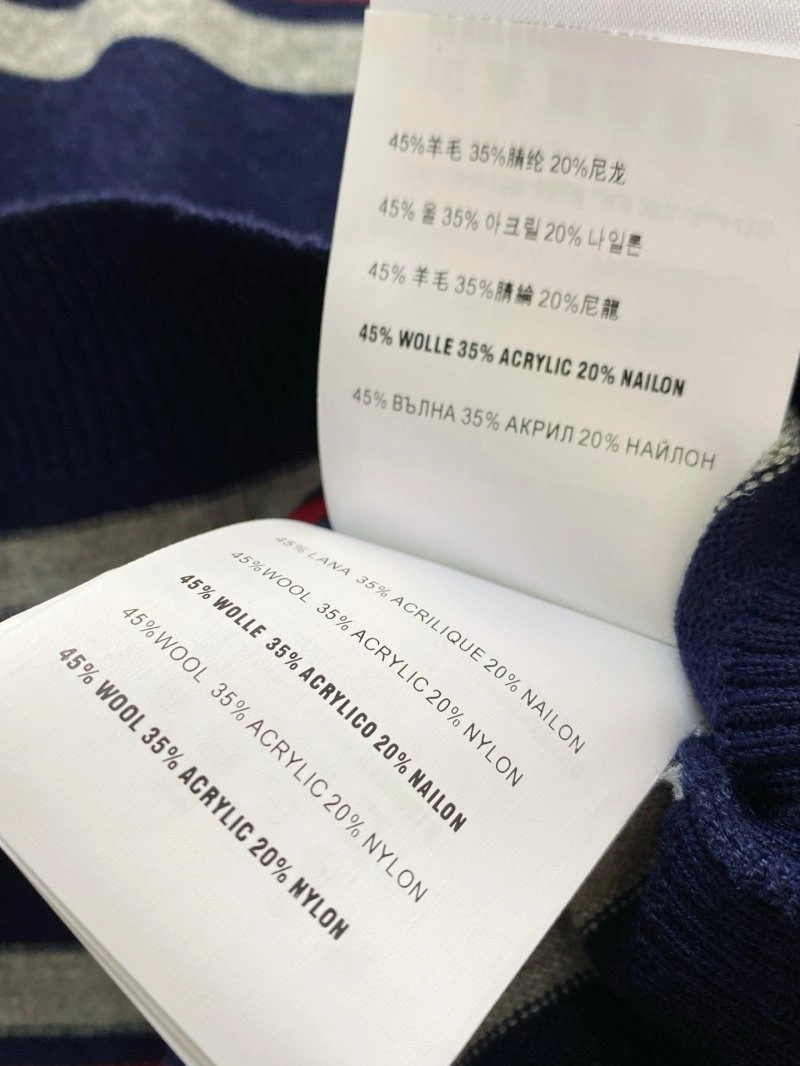 45%羊毛 35%腈纶 20%尼龙
45% 울 35% 아크릴 20% 나일론
45% 羊毛 35%腈綸 20%尼龍
45% WOLLE 35% ACRYLIC 20% NAILON
45% ВЪЛНА 35% АКРИЛ 20% НАЙЛОН
45% LANA 35% ACRILIQUE 20% NAILON
45%WOOL 35% ACRYLIC 20% NYLON
45% WOLLE 35% ACRYLICO 20% NAILON
45%WOOL 35% ACRYLIC 20% NYLON
45% WOOL 35% ACRYLIC 20% NYLON